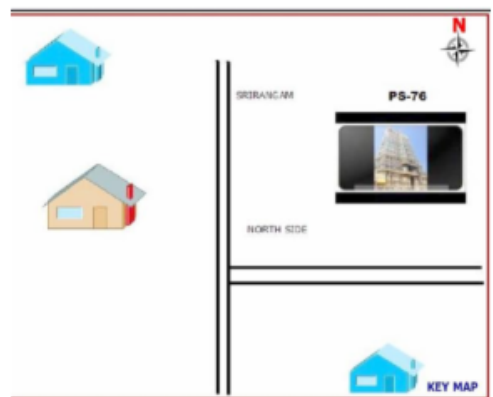 N
SRIRANGAM
PS-76
NORTH SIDE
KEY MAP